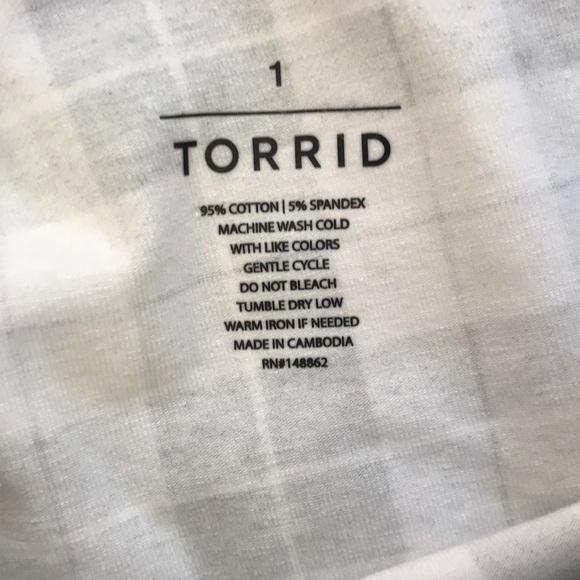 1
TORRID
95% COTTON | 5% SPANDEX
MACHINE WASH COLD
WITH LIKE COLORS
GENTLE CYCLE
DO NOT BLEACH
TUMBLE DRY LOW
WARM IRON IF NEEDED
MADE IN CAMBODIA
RN#148862